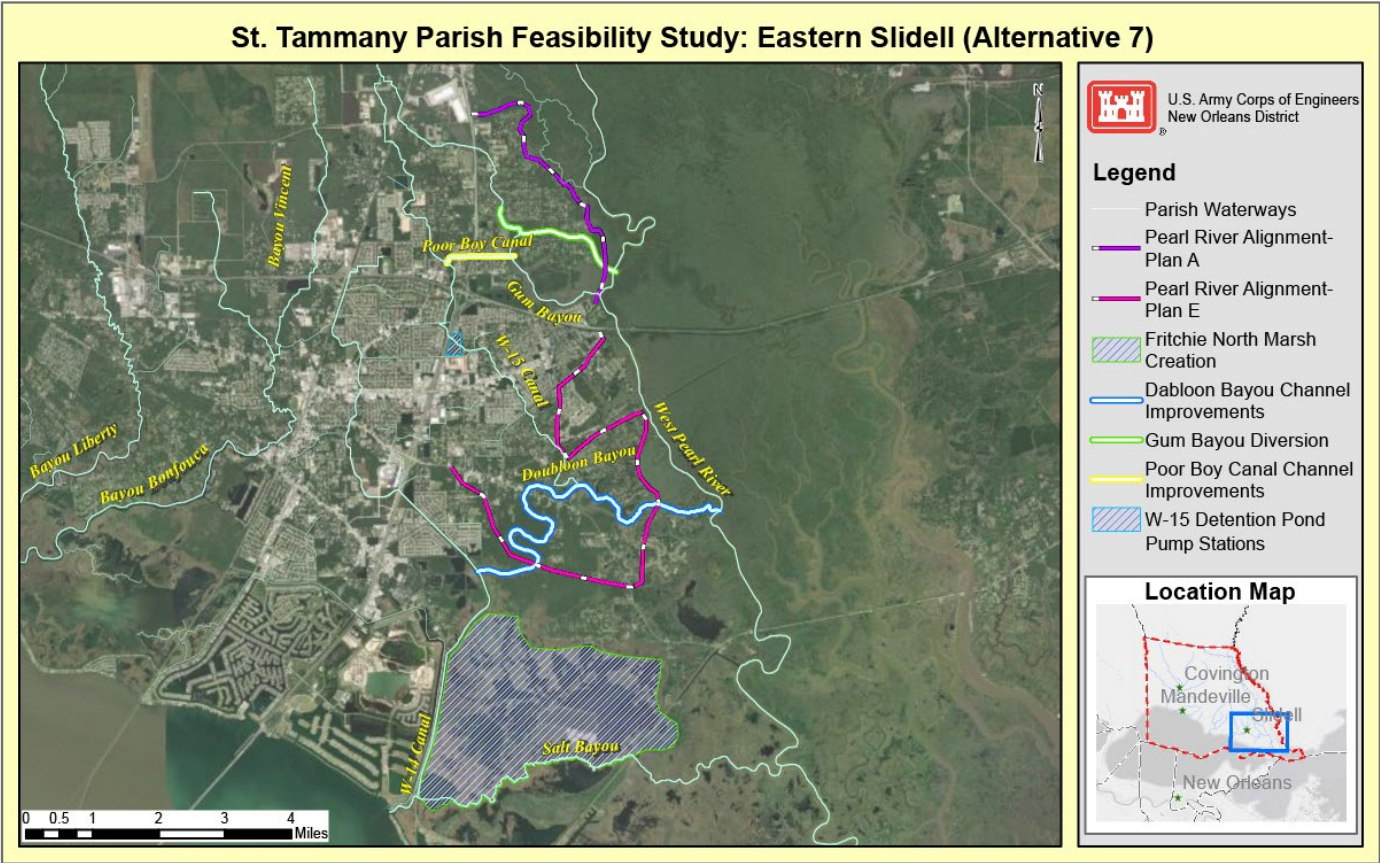 St. Tammany Parish Feasibility Study: Eastern Slidell (Alternative 7)
N
Bayou Vincent
Poor Boy Canal
Gum Bayou
W-15 Canal
West Pearl River
Doubloon Bayou
Bayou Liberty
Bayou Bonfouca
W-14 Canal
Salt Bayou
0 0.5 1 2 3 4
Miles
U.S. Army Corps of Engineers
New Orleans District
®
Legend
Parish Waterways
Pearl River Alignment-
Plan A
Pearl River Alignment-
Plan E
Fritchie North Marsh
Creation
Dabloon Bayou Channel
Improvements
Gum Bayou Diversion
Poor Boy Canal Channel
Improvements
W-15 Detention Pond
Pump Stations
Location Map
Covington
Mandeville
Slidell
New Orleans